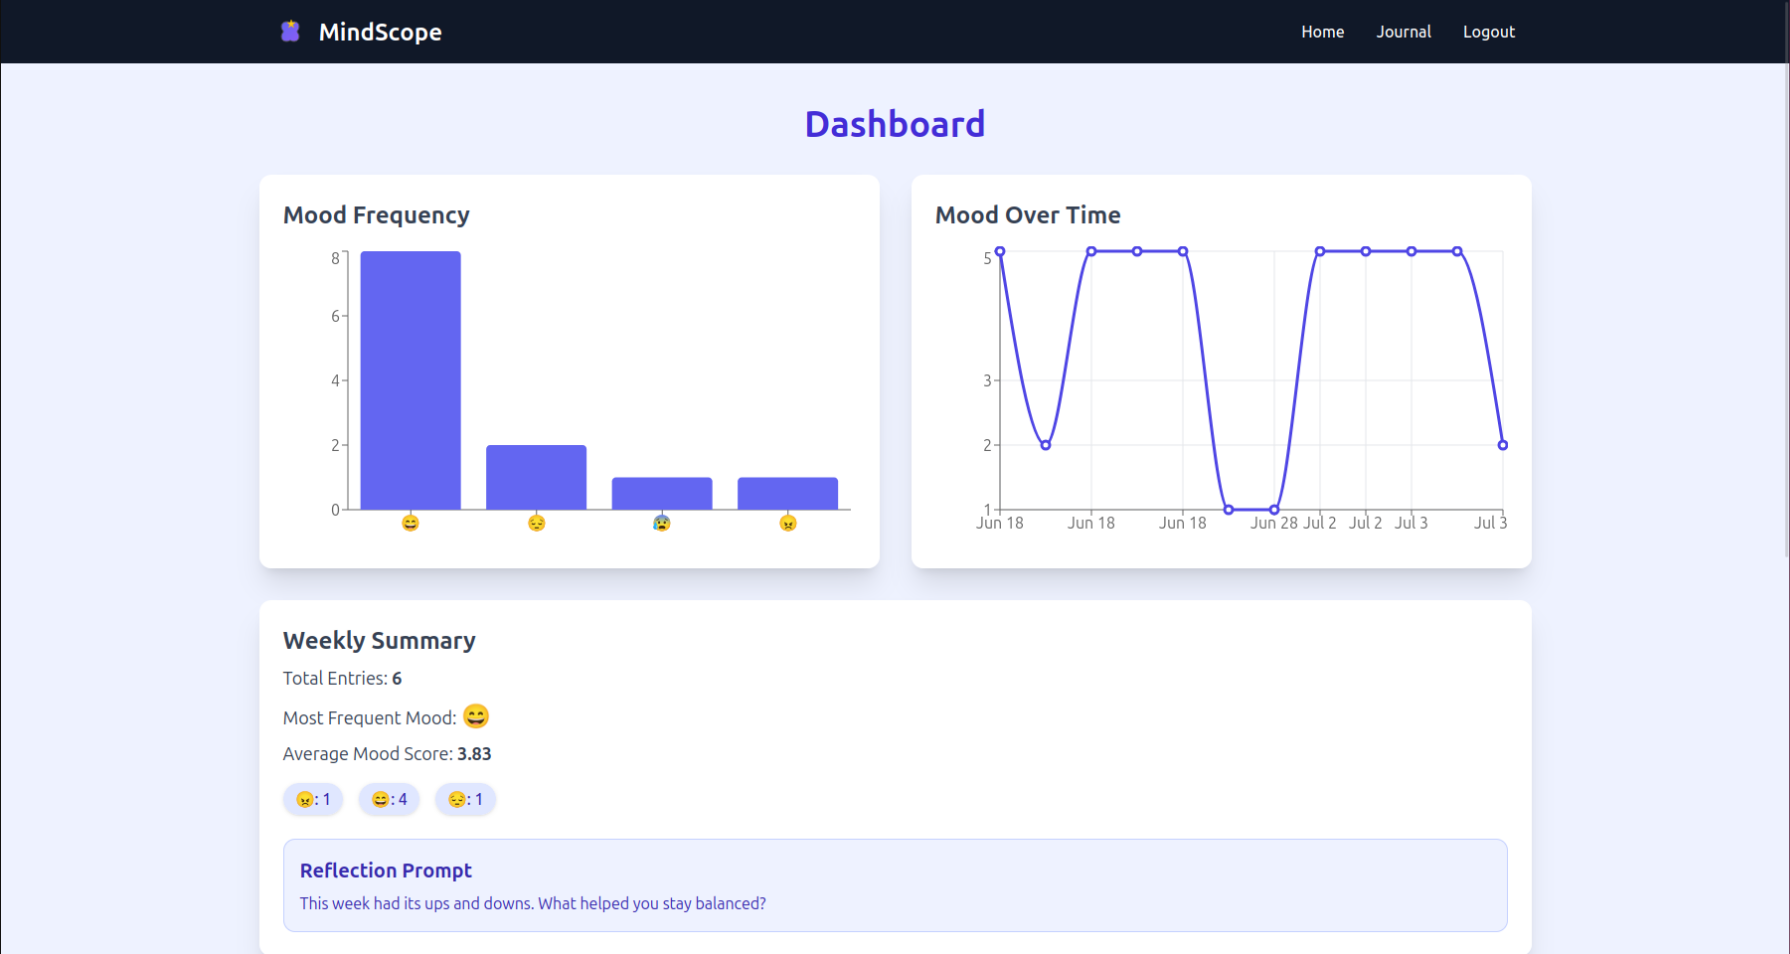 MindScope
Home Journal Logout
Dashboard
Mood Frequency
8
6
4
2
0
😄 😔 😰 😠
Mood Over Time
5
3
2
1
Jun 18 Jun 18 Jun 18 Jun 28 Jul 2 Jul 2 Jul 3 Jul 3
Weekly Summary
Total Entries: 6
Most Frequent Mood: 😄
Average Mood Score: 3.83
😠: 1 😄: 4 😔: 1
Reflection Prompt
This week had its ups and downs. What helped you stay balanced?